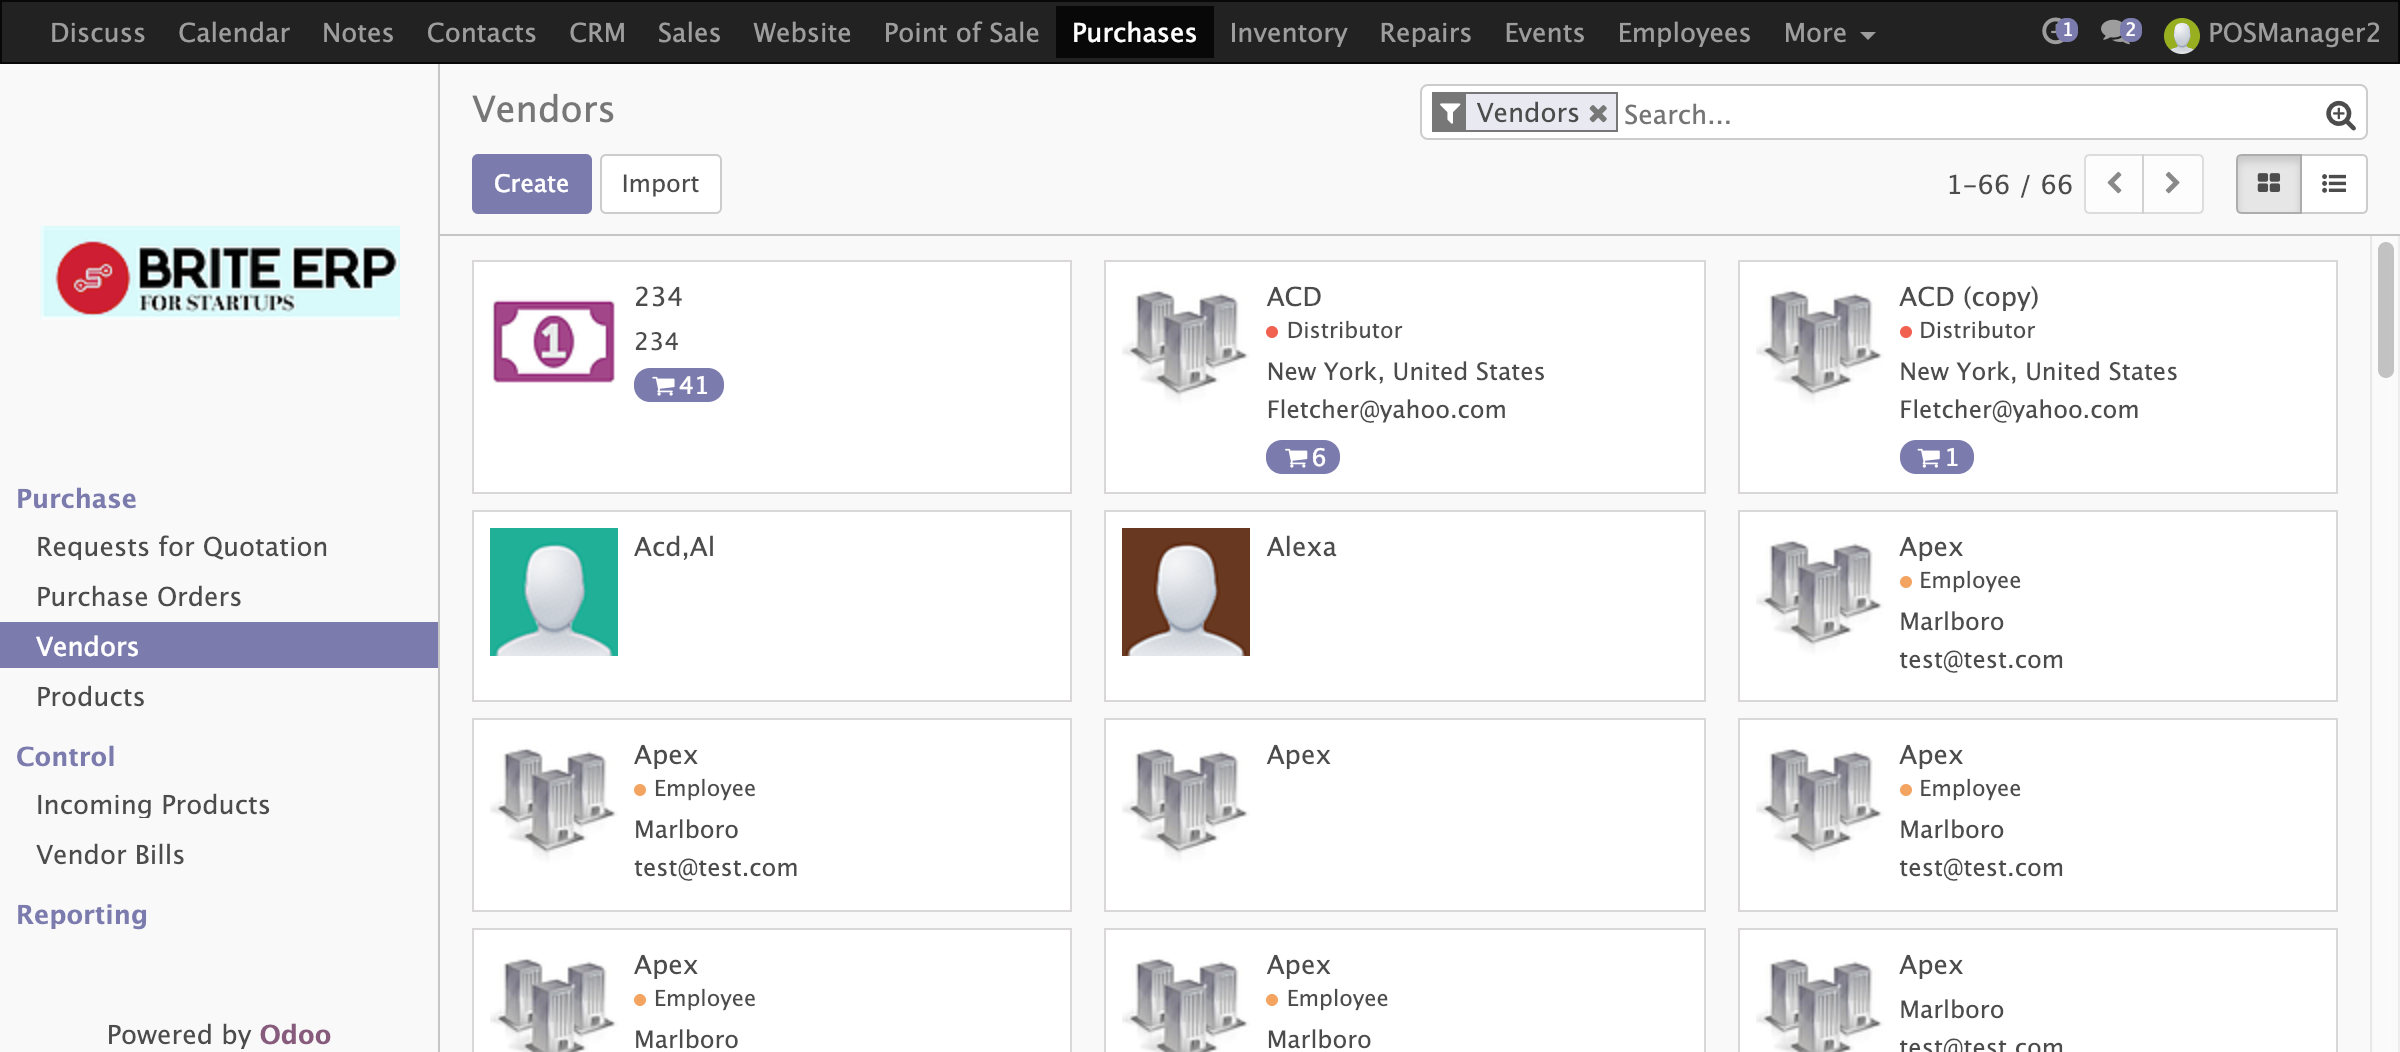 Discuss Calendar Notes Contacts CRM Sales Website Point of Sale Purchases Inventory Repairs Events Employees More 1 2 POSManager2
Vendors
Vendors Search...
Create Import
1-66 / 66
BRITE ERP
FOR STARTUPS
Purchase
Requests for Quotation
Purchase Orders
Vendors
Products
Control
Incoming Products
Vendor Bills
Reporting
Powered by Odoo
1
234
234
41
ACD
Distributor
New York, United States
Fletcher@yahoo.com
6
ACD (copy)
Distributor
New York, United States
Fletcher@yahoo.com
1
Acd,Al
Alexa
Apex
Employee
Marlboro
test@test.com
Apex
Employee
Marlboro
test@test.com
Apex
Apex
Employee
Marlboro
test@test.com
Apex
Employee
Marlboro
Apex
Employee
Marlboro
Apex
Marlboro
test@test.com